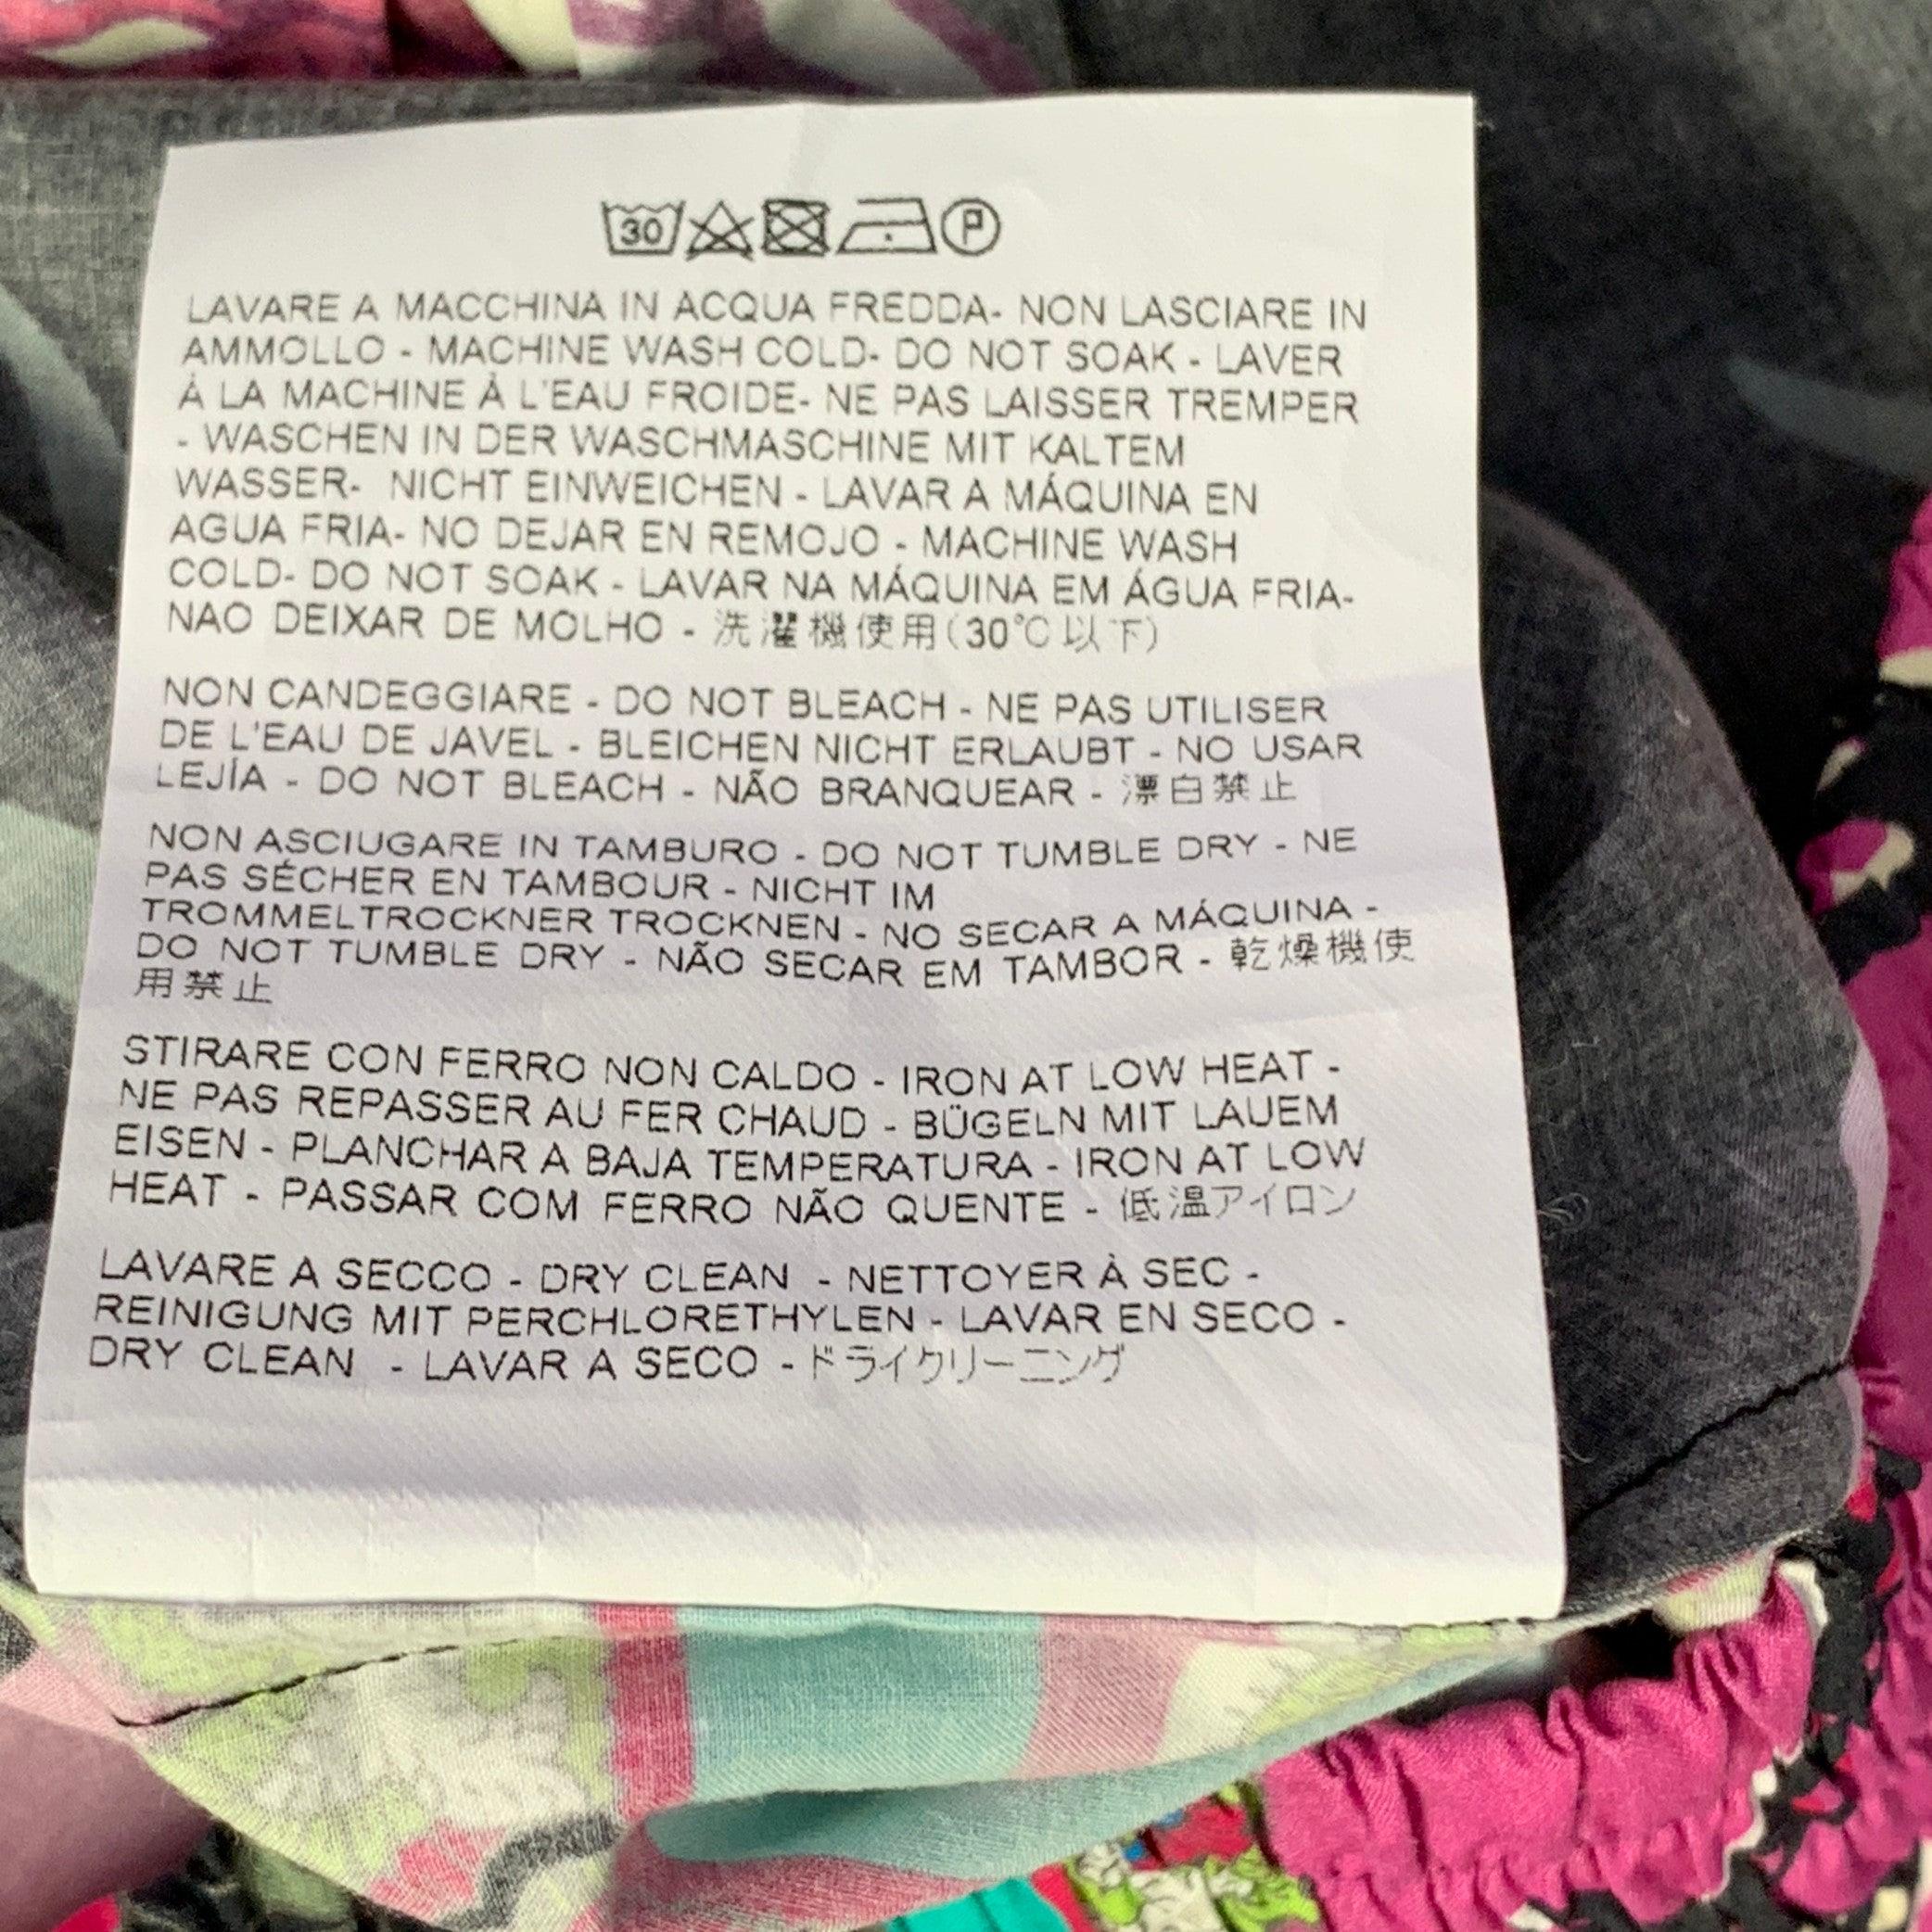 30 P
LAVARE A MACCHINA IN ACQUA FREDDA- NON LASCIARE IN
AMMOLLO - MACHINE WASH COLD- DO NOT SOAK - LAVER
À LA MACHINE À L'EAU FROIDE- NE PAS LAISSER TREMPER
- WASCHEN IN DER WASCHMASCHINE MIT KALTEM
WASSER- NICHT EINWEICHEN - LAVAR A MÁQUINA EN
AGUA FRIA- NO DEJAR EN REMOJO - MACHINE WASH
COLD- DO NOT SOAK - LAVAR NA MÁQUINA EM ÁGUA FRIA-
NAO DEIXAR DE MOLHO - 洗濯機使用(30℃以下)
NON CANDEGGIARE - DO NOT BLEACH - NE PAS UTILISER
DE L'EAU DE JAVEL - BLEICHEN NICHT ERLAUBT - NO USAR
LEJÍA - DO NOT BLEACH - NÃO BRANQUEAR - 漂白禁止
NON ASCIUGARE IN TAMBURO - DO NOT TUMBLE DRY - NE
PAS SÉCHER EN TAMBOUR - NICHT IM
TROMMELTROCKNER TROCKNEN - NO SECAR A MÁQUINA -
DO NOT TUMBLE DRY - NÃO SECAR EM TAMBOR - 乾燥機使
用禁止
STIRARE CON FERRO NON CALDO - IRON AT LOW HEAT -
NE PAS REPASSER AU FER CHAUD - BÜGELN MIT LAUEM
EISEN - PLANCHAR A BAJA TEMPERATURA - IRON AT LOW
HEAT - PASSAR COM FERRO NÃO QUENTE - 低温アイロン
LAVARE A SECCO - DRY CLEAN - NETTOYER À SEC -
REINIGUNG MIT PERCHLORETHYLEN - LAVAR EN SECO -
DRY CLEAN - LAVAR A SECO - ドライクリーニング